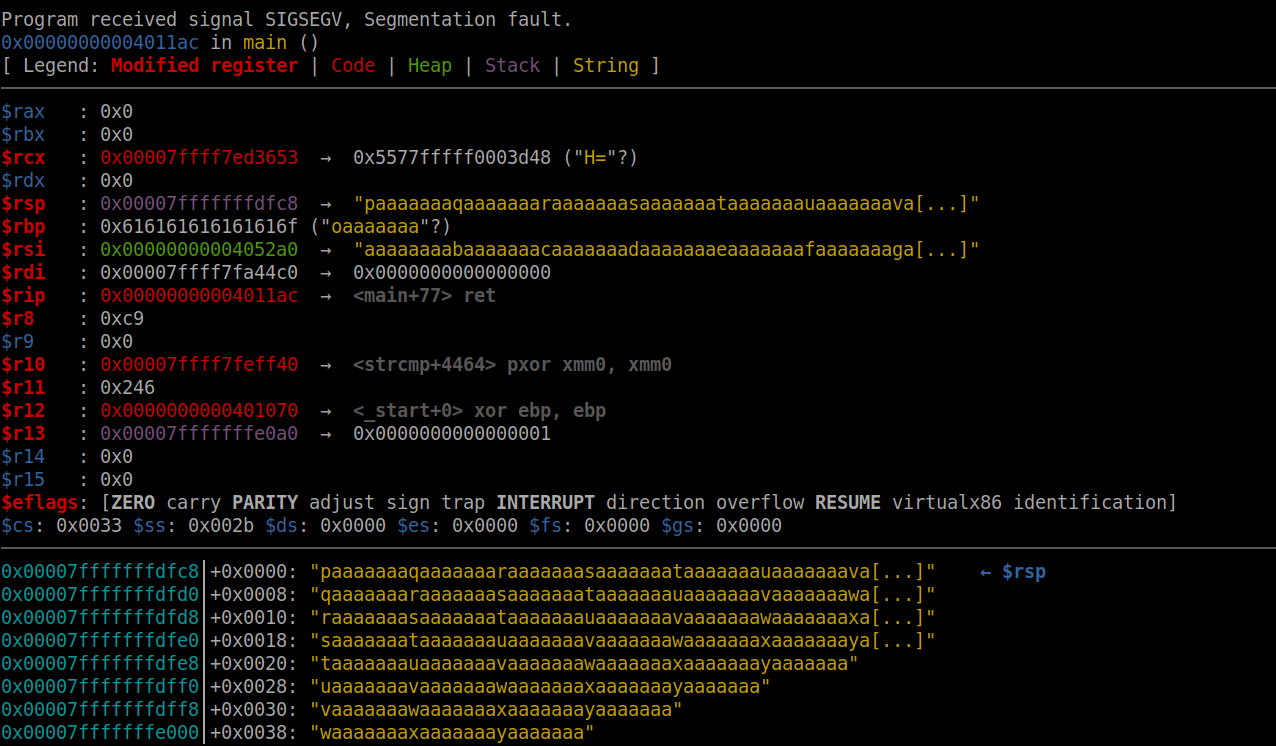 Program received signal SIGSEGV, Segmentation fault.
0x00000000004011ac in main ()
[ Legend: Modified register | Code | Heap | Stack | String ]
$rax   : 0x0
$rbx   : 0x0
$rcx   : 0x00007ffff7ed3653  →  0x5577fffff0003d48 ("H="?)
$rdx   : 0x0
$rsp   : 0x00007fffffffdfc8  →  "paaaaaaaqaaaaaaaraaaaaaasaaaaaaataaaaaaauaaaaaaava[...]"
$rbp   : 0x616161616161616f ("oaaaaaaa"?)
$rsi   : 0x00000000004052a0  →  "aaaaaaaabaaaaaaacaaaaaaadaaaaaaaeaaaaaaafaaaaaaaga[...]"
$rdi   : 0x00007ffff7fa44c0  →  0x0000000000000000
$rip   : 0x00000000004011ac  →  <main+77> ret
$r8    : 0xc9
$r9    : 0x0
$r10   : 0x00007ffff7feff40  →  <strcmp+4464> pxor xmm0, xmm0
$r11   : 0x246
$r12   : 0x0000000000401070  →  <_start+0> xor ebp, ebp
$r13   : 0x00007fffffffe0a0  →  0x0000000000000001
$r14   : 0x0
$r15   : 0x0
$eflags: [ZERO carry PARITY adjust sign trap INTERRUPT direction overflow RESUME virtualx86 identification]
$cs: 0x0033 $ss: 0x002b $ds: 0x0000 $es: 0x0000 $fs: 0x0000 $gs: 0x0000
0x00007fffffffdfc8│+0x0000: "paaaaaaaqaaaaaaaraaaaaaasaaaaaaataaaaaaauaaaaaaava[...]"    ← $rsp
0x00007fffffffdfd0│+0x0008: "qaaaaaaaraaaaaaasaaaaaaataaaaaaauaaaaaaavaaaaaaawa[...]"
0x00007fffffffdfd8│+0x0010: "raaaaaaasaaaaaaataaaaaaauaaaaaaavaaaaaaawaaaaaaaxa[...]"
0x00007fffffffdfe0│+0x0018: "saaaaaaataaaaaaauaaaaaaavaaaaaaawaaaaaaaxaaaaaaaya[...]"
0x00007fffffffdfe8│+0x0020: "taaaaaaauaaaaaaavaaaaaaawaaaaaaaxaaaaaaayaaaaaaa"
0x00007fffffffdff0│+0x0028: "uaaaaaaavaaaaaaawaaaaaaaxaaaaaaayaaaaaaa"
0x00007fffffffdff8│+0x0030: "vaaaaaaawaaaaaaaxaaaaaaayaaaaaaa"
0x00007fffffffe000│+0x0038: "waaaaaaaxaaaaaaayaaaaaaa"